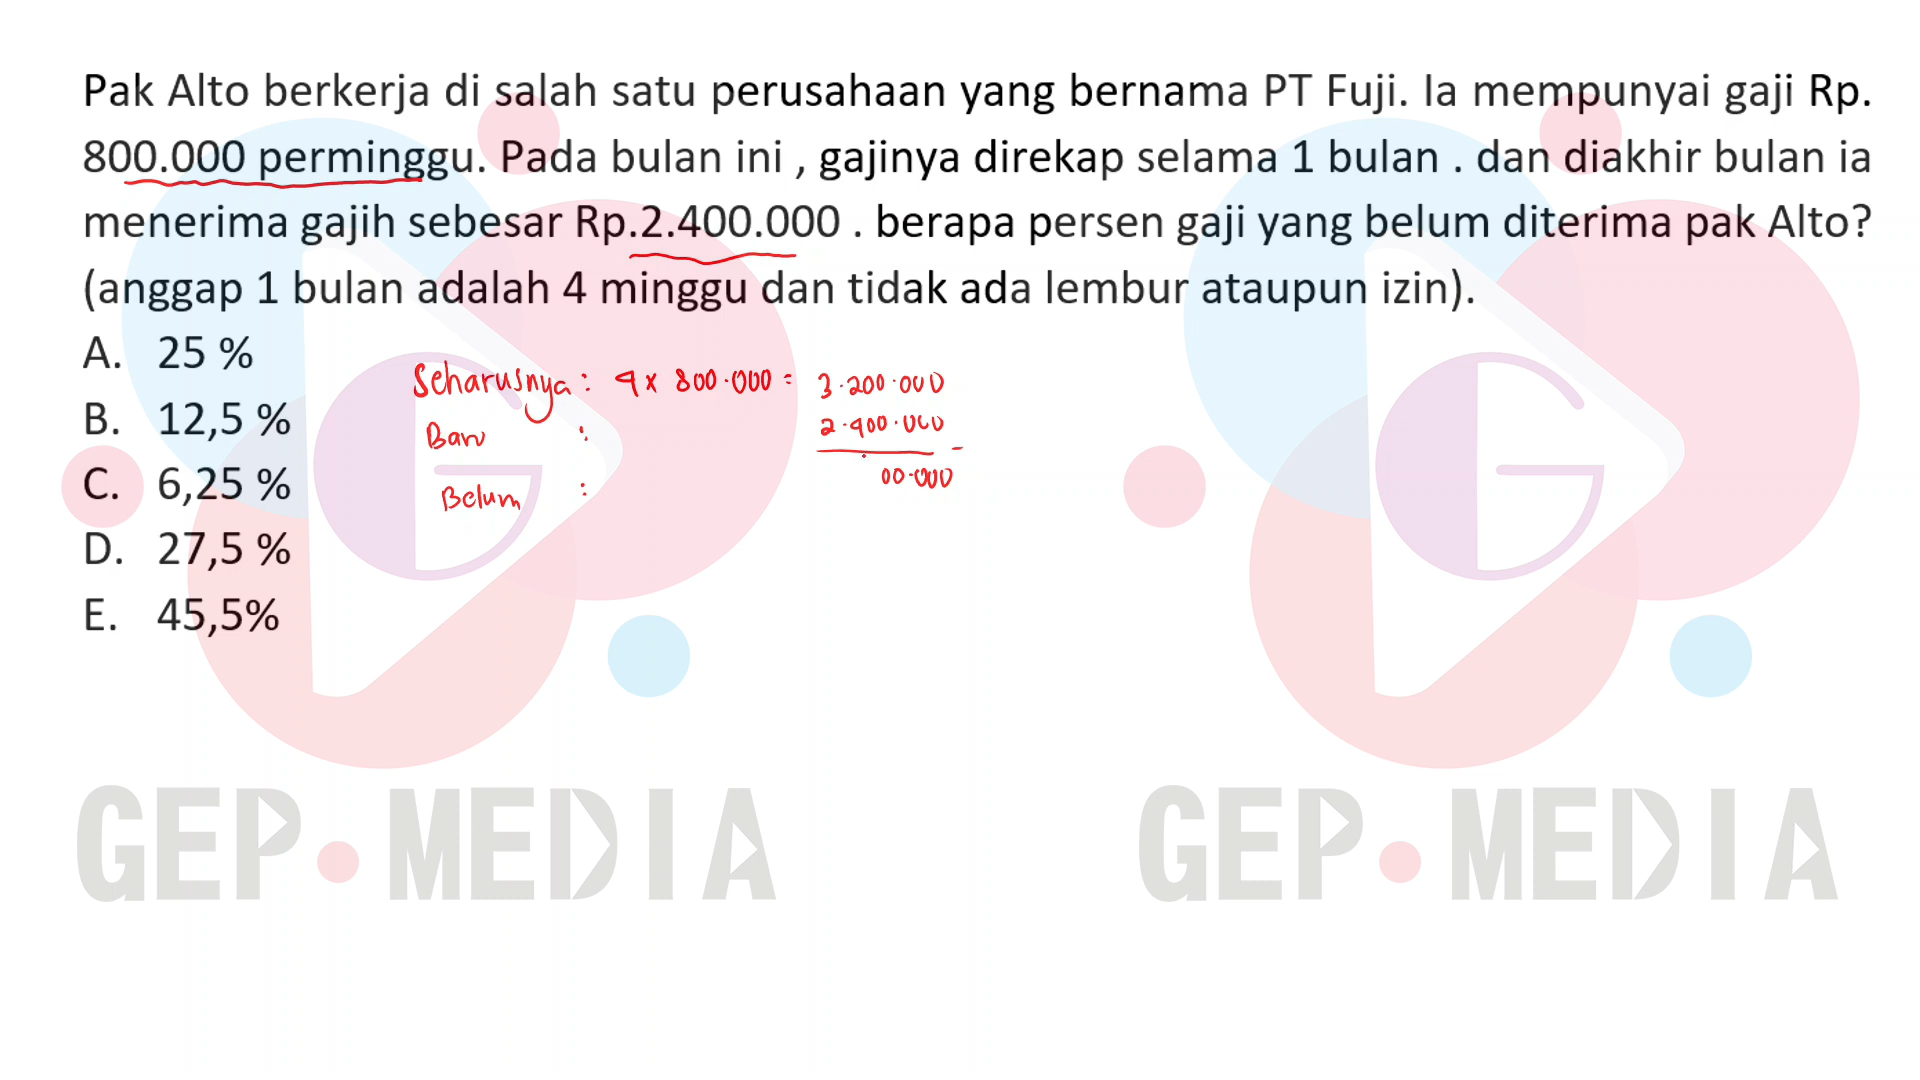 Pak Alto berkerja di salah satu perusahaan yang bernama PT Fuji. Ia mempunyai gaji Rp.
800.000 perminggu. Pada bulan ini , gajinya direkap selama 1 bulan . dan diakhir bulan ia
menerima gajih sebesar Rp.2.400.000 . berapa persen gaji yang belum diterima pak Alto?
(anggap 1 bulan adalah 4 minggu dan tidak ada lembur ataupun izin).
A. 25 %
B. 12,5 %
C. 6,25 %
D. 27,5 %
E. 45,5%
Seharusnya : 4 x 800.000 = 3.200.000
Baru : 2.400.000 -
Belum : 00.000
GEP MEDIA GEP MEDIA